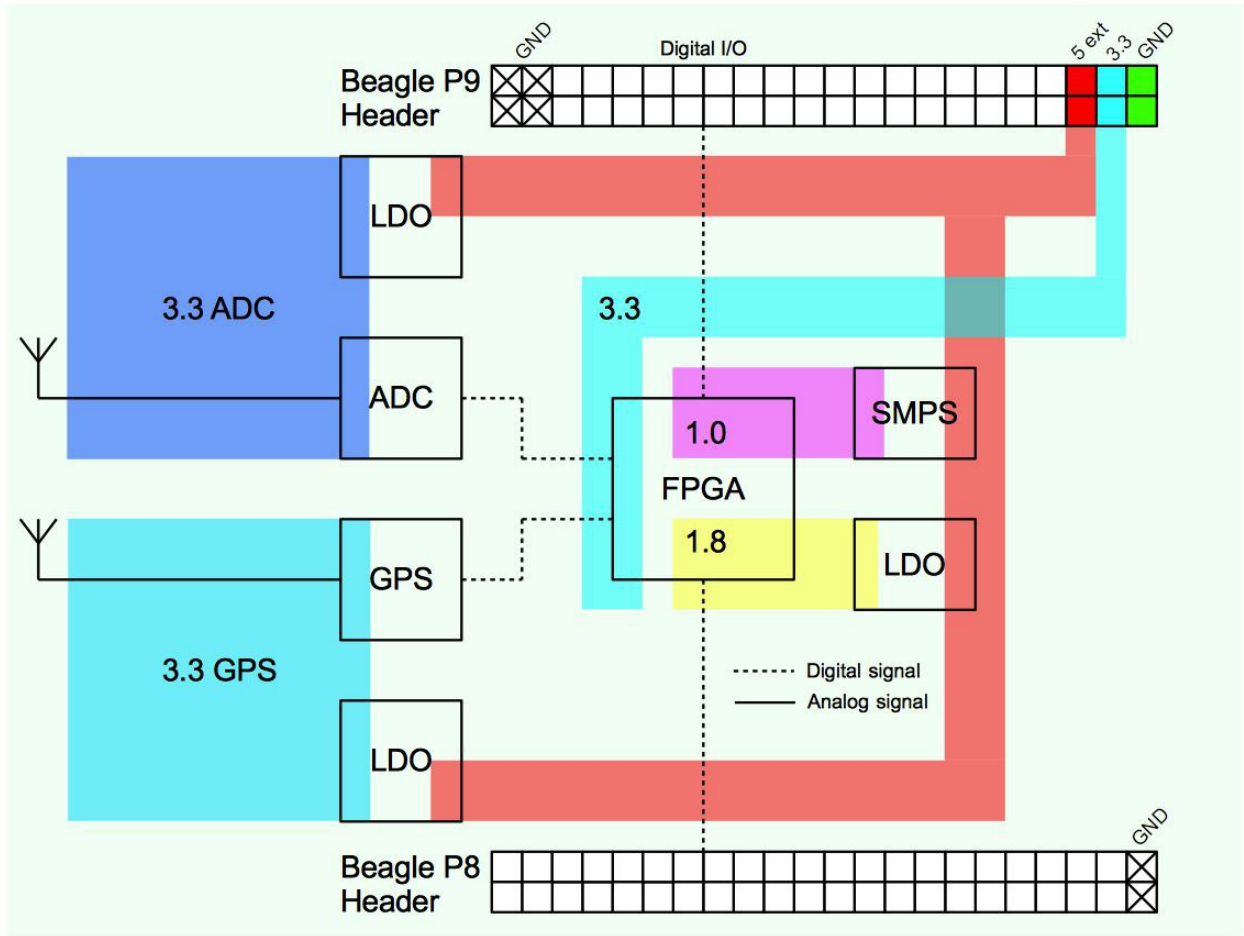 GND
Digital I/O
5 ext
3.3
GND
Beagle P9
Header
LDO
3.3 ADC
3.3
ADC
SMPS
1.0
FPGA
1.8
GPS
LDO
3.3 GPS
Digital signal
Analog signal
LDO
GND
Beagle P8
Header